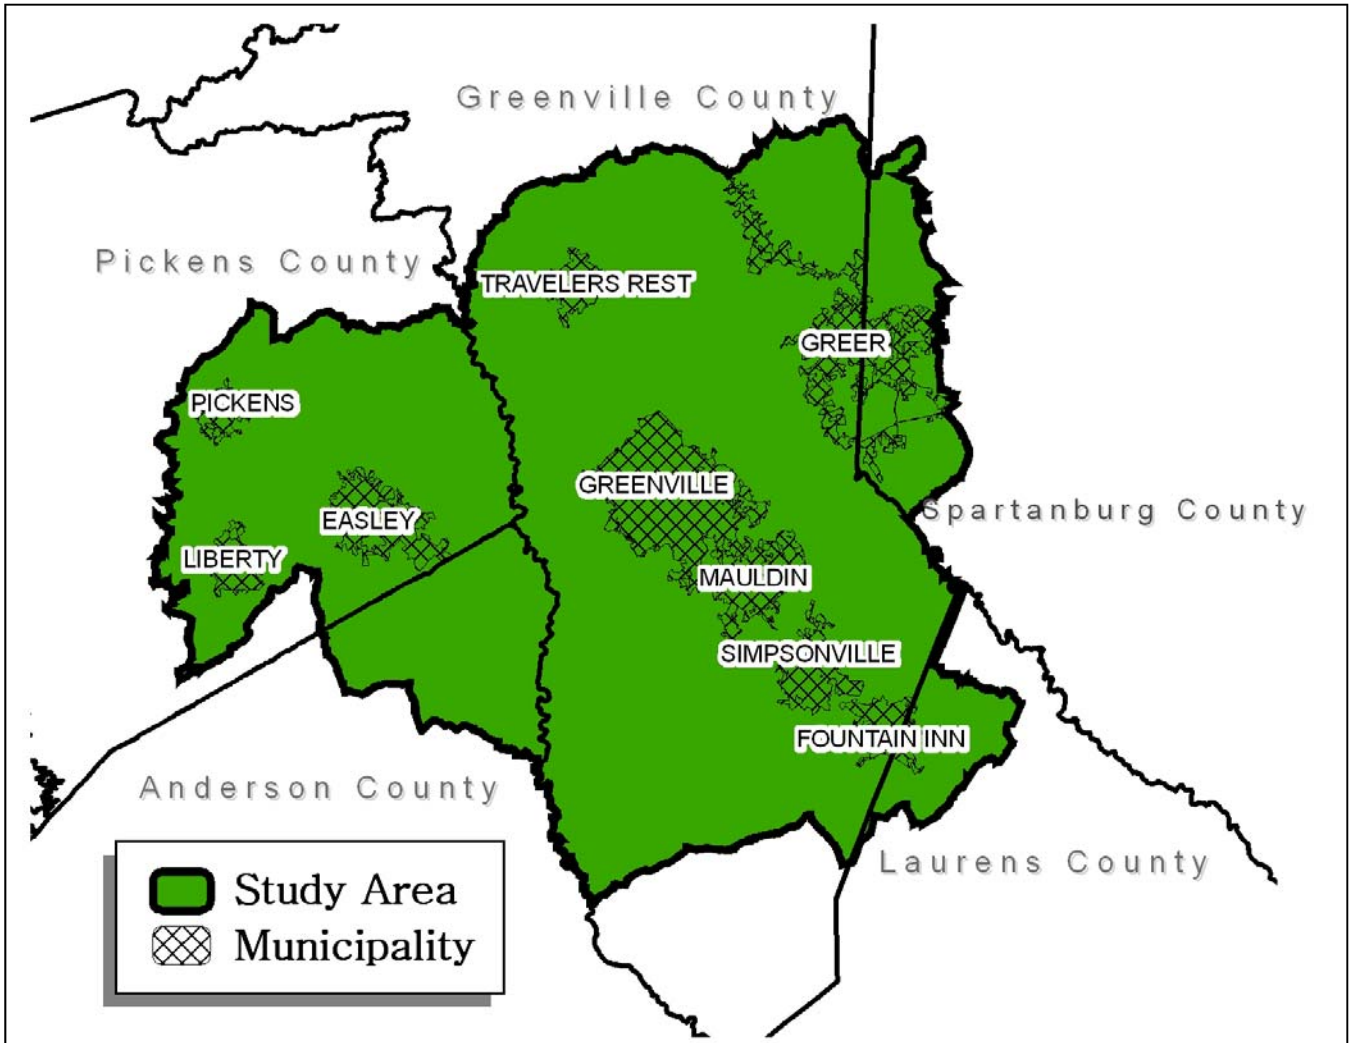 Greenville County
Pickens County
TRAVELERS REST
GREER
PICKENS
GREENVILLE
Spartanburg County
EASLEY
LIBERTY
MAULDIN
SIMPSONVILLE
FOUNTAIN INN
Anderson County
Laurens County
Study Area
Municipality